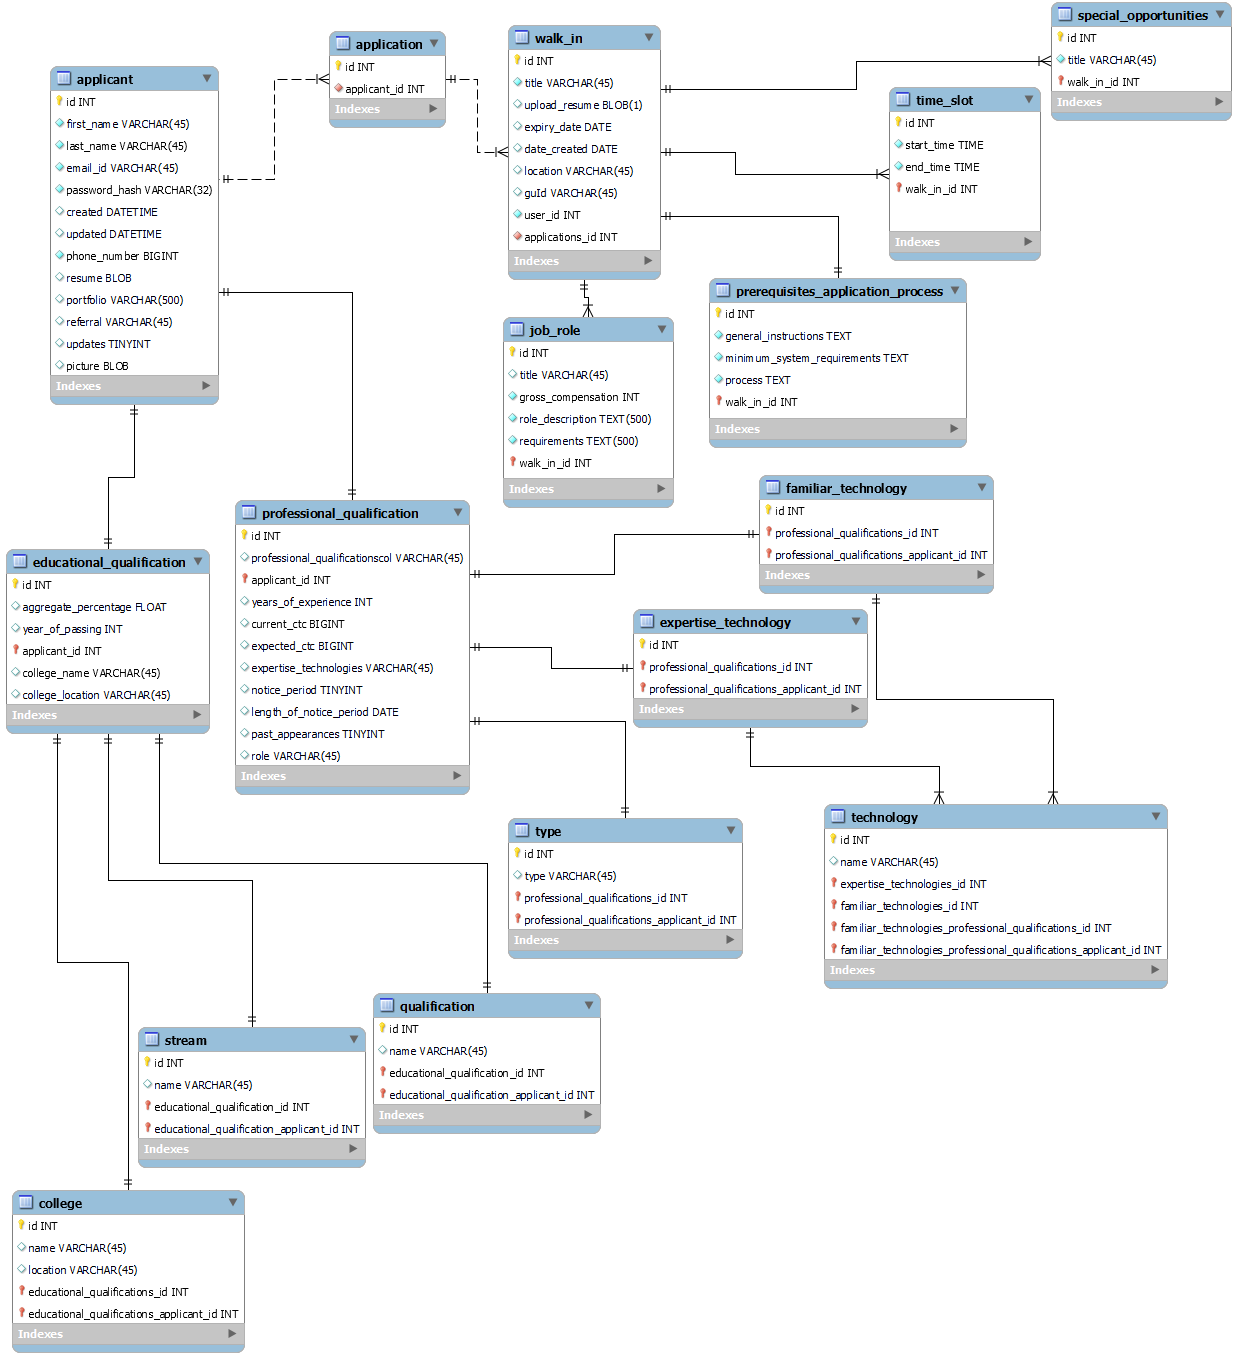 special_opportunities
id INT
title VARCHAR(45)
walk_in_id INT
Indexes
walk_in
id INT
title VARCHAR(45)
upload_resume BLOB(1)
expiry_date DATE
date_created DATE
location VARCHAR(45)
guId VARCHAR(45)
user_id INT
applications_id INT
Indexes
application
id INT
applicant_id INT
Indexes
applicant
id INT
first_name VARCHAR(45)
last_name VARCHAR(45)
email_id VARCHAR(45)
password_hash VARCHAR(32)
created DATETIME
updated DATETIME
phone_number BIGINT
resume BLOB
portfolio VARCHAR(500)
referral VARCHAR(45)
updates TINYINT
picture BLOB
Indexes
time_slot
id INT
start_time TIME
end_time TIME
walk_in_id INT
Indexes
prerequisites_application_process
id INT
general_instructions TEXT
minimum_system_requirements TEXT
process TEXT
walk_in_id INT
Indexes
job_role
id INT
title VARCHAR(45)
gross_compensation INT
role_description TEXT(500)
requirements TEXT(500)
walk_in_id INT
Indexes
familiar_technology
id INT
professional_qualifications_id INT
professional_qualifications_applicant_id INT
Indexes
professional_qualification
id INT
professional_qualificationscol VARCHAR(45)
applicant_id INT
years_of_experience INT
current_ctc BIGINT
expected_ctc BIGINT
expertise_technologies VARCHAR(45)
notice_period TINYINT
length_of_notice_period DATE
past_appearances TINYINT
role VARCHAR(45)
Indexes
educational_qualification
id INT
aggregate_percentage FLOAT
year_of_passing INT
applicant_id INT
college_name VARCHAR(45)
college_location VARCHAR(45)
Indexes
expertise_technology
id INT
professional_qualifications_id INT
professional_qualifications_applicant_id INT
Indexes
type
id INT
type VARCHAR(45)
professional_qualifications_id INT
professional_qualifications_applicant_id INT
Indexes
technology
id INT
name VARCHAR(45)
expertise_technologies_id INT
familiar_technologies_id INT
familiar_technologies_professional_qualifications_id INT
familiar_technologies_professional_qualifications_applicant_id INT
Indexes
qualification
id INT
name VARCHAR(45)
educational_qualification_id INT
educational_qualification_applicant_id INT
Indexes
stream
id INT
name VARCHAR(45)
educational_qualification_id INT
educational_qualification_applicant_id INT
Indexes
college
id INT
name VARCHAR(45)
location VARCHAR(45)
educational_qualifications_id INT
educational_qualifications_applicant_id INT
Indexes